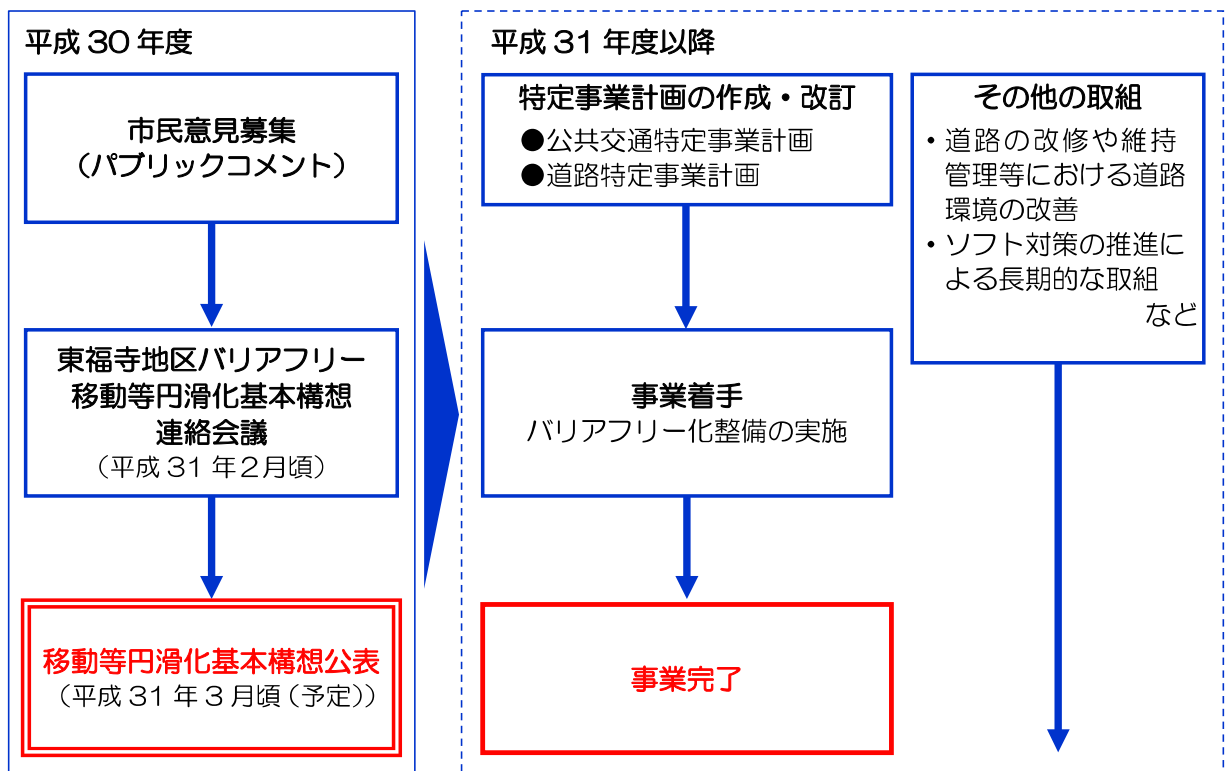 平成30年度
市民意見募集
（パブリックコメント）
東福寺地区バリアフリー
移動等円滑化基本構想
連絡会議
（平成31年2月頃）
移動等円滑化基本構想公表
（平成31年3月頃（予定））
平成31年度以降
特定事業計画の作成・改訂
●公共交通特定事業計画
●道路特定事業計画
事業着手
バリアフリー化整備の実施
事業完了
その他の取組
・道路の改修や維持
管理等における道路
環境の改善
・ソフト対策の推進に
よる長期的な取組
など